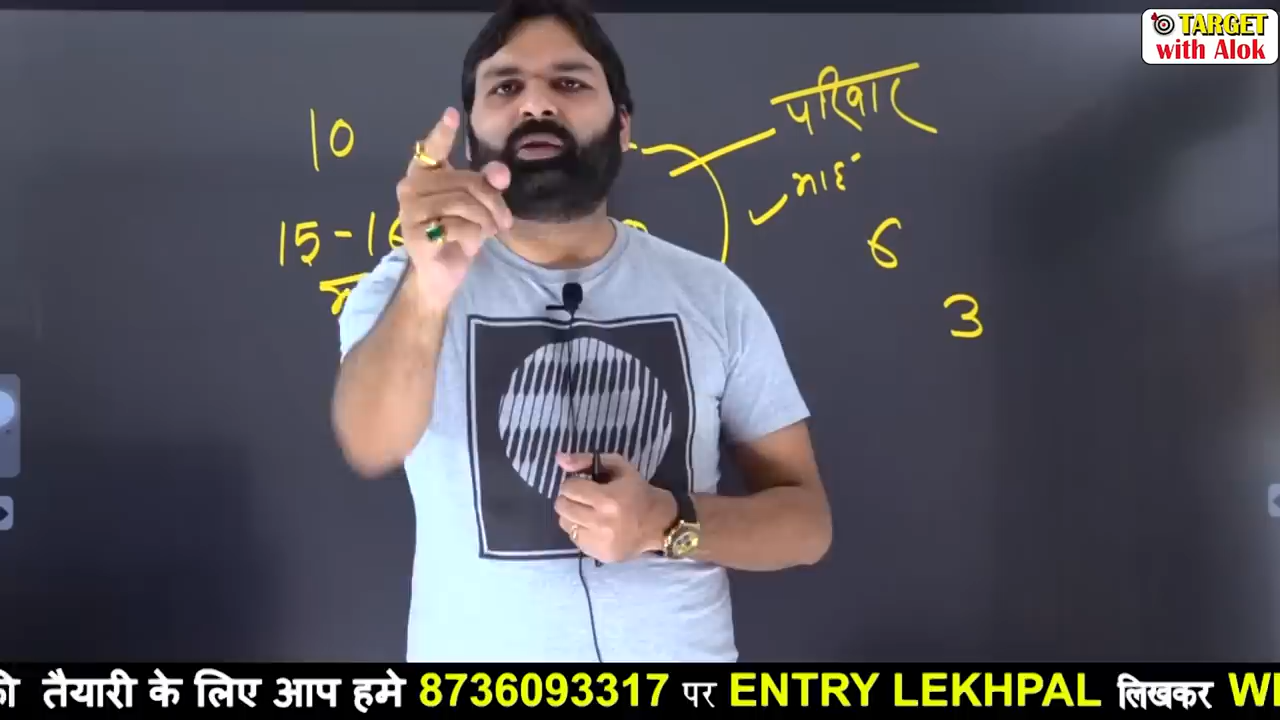 TARGET
with Alok
10
परिवार
15-16
6
3
की तैयारी के लिए आप हमे 8736093317 पर ENTRY LEKHPAL लिखकर